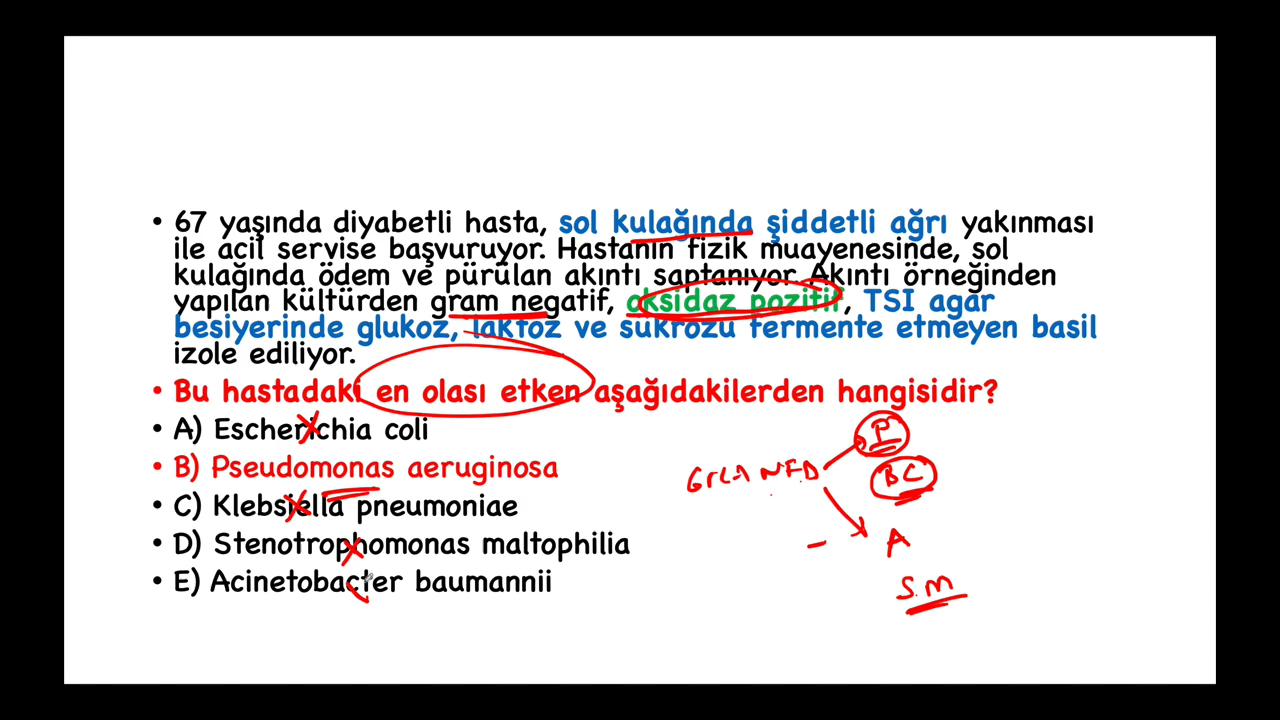 • 67 yaşında diyabetli hasta, sol kulağında şiddetli ağrı yakınması
ile acil servise başvuruyor. Hastanın fizik muayenesinde, sol
kulağında ödem ve pürülan akıntı saptanıyor. Akıntı örneğinden
yapılan kültürden gram negatif, oksidaz pozitif, TSI agar
besiyerinde glukoz, laktoz ve sükrozu fermente etmeyen basil
izole ediliyor.
• Bu hastadaki en olası etken aşağıdakilerden hangisidir?
• A) Escherichia coli
• B) Pseudomonas aeruginosa
• C) Klebsiella pneumoniae
• D) Stenotrophomonas maltophilia
• E) Acinetobacter baumannii
P
BC
A
S.M